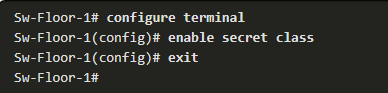 Sw-Floor-1# configure terminal
Sw-Floor-1(config)# enable secret class
Sw-Floor-1(config)# exit
Sw-Floor-1#